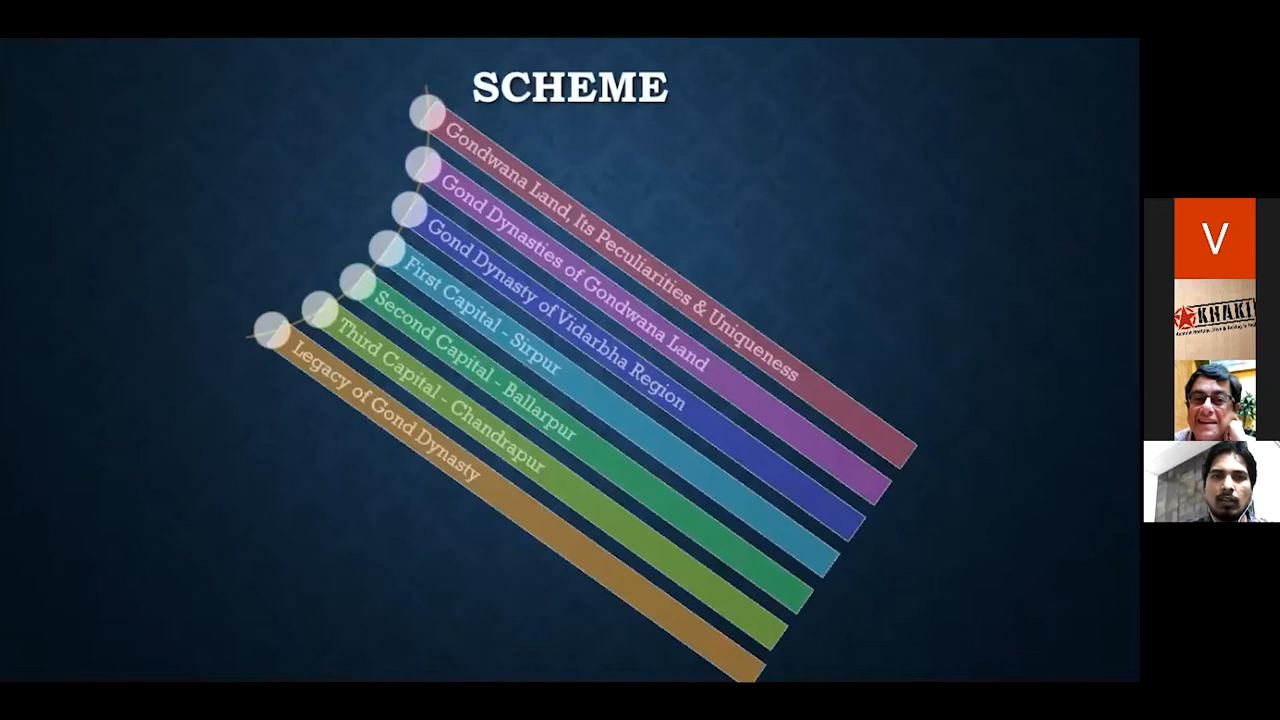 SCHEME
Gondwana Land, Its Peculiarities & Uniqueness
Gond Dynasties of Gondwana Land
Gond Dynasty of Vidarbha Region
First Capital - Sirpur
Second Capital - Ballarpur
Third Capital - Chandrapur
Legacy of Gond Dynasty
V
KHAKI